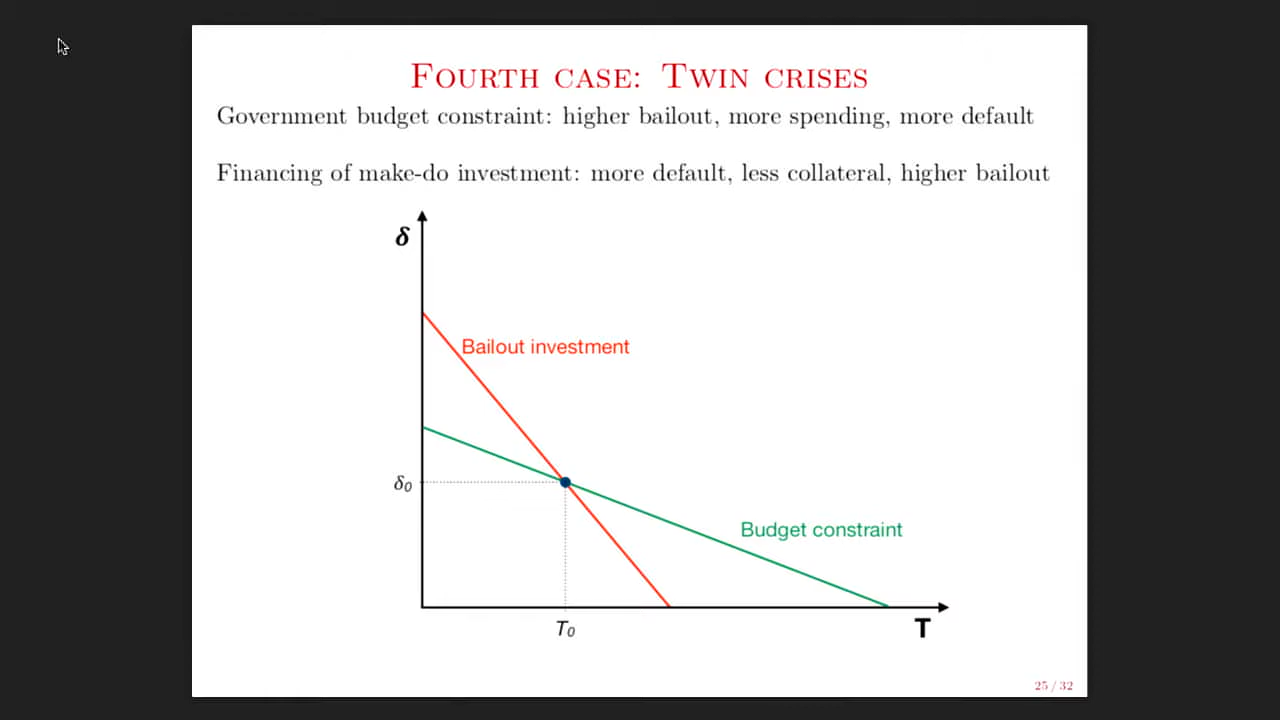 Fourth case: Twin crises
Government budget constraint: higher bailout, more spending, more default
Financing of make-do investment: more default, less collateral, higher bailout
δ
Bailout investment
δ0
Budget constraint
T0
T
25 / 32